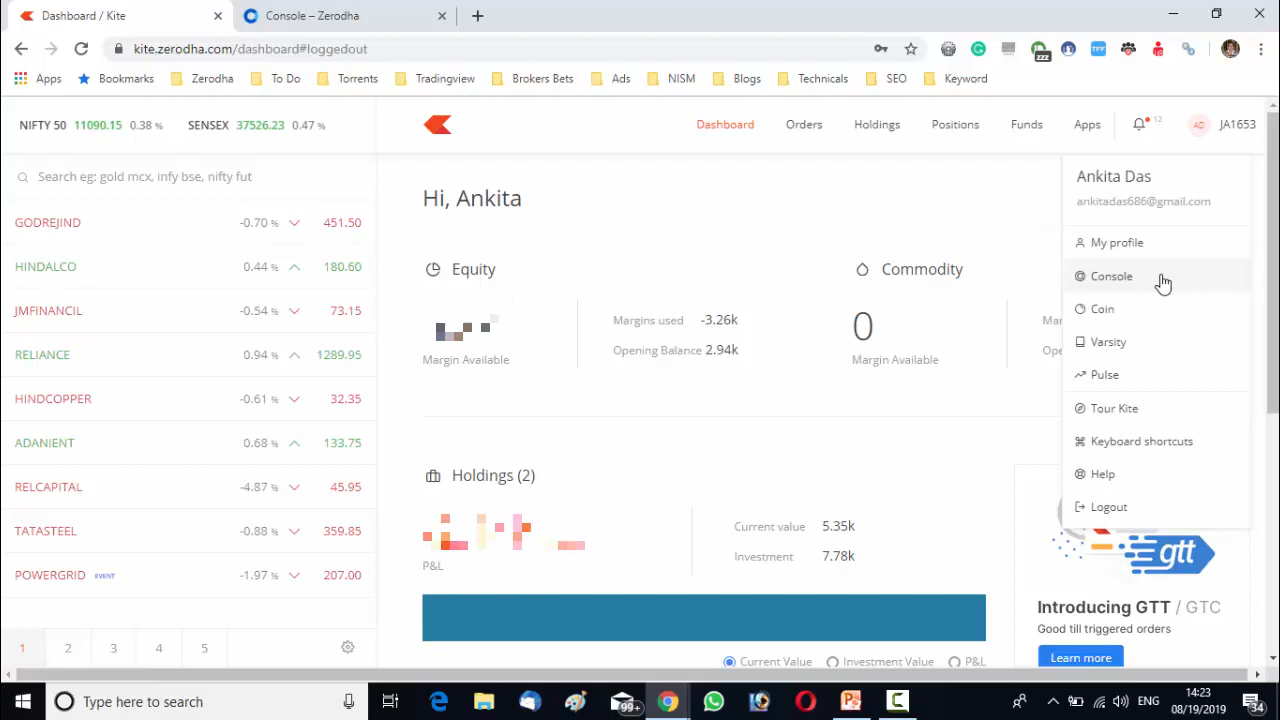 Dashboard / Kite
Console – Zerodha
kite.zerodha.com/dashboard#loggedout
zzz
TFF
Apps Bookmarks Zerodha To Do Torrents Tradingview Brokers Bets Ads NISM Blogs Technicals SEO Keyword
NIFTY 50 11090.15 0.38 % SENSEX 37526.23 0.47 %
Dashboard Orders Holdings Positions Funds Apps 12 AD JA1653
Search eg: gold mcx, infy bse, nifty fut
GODREJIND -0.70 % 451.50
HINDALCO 0.44 % 180.60
JMFINANCIL -0.54 % 73.15
RELIANCE 0.94 % 1289.95
HINDCOPPER -0.61 % 32.35
ADANIENT 0.68 % 133.75
RELCAPITAL -4.87 % 45.95
TATASTEEL -0.88 % 359.85
POWERGRID EVENT -1.97 % 207.00
1 2 3 4 5
Hi, Ankita
Equity
Margin Available
Margins used -3.26k
Opening Balance 2.94k
Commodity
0
Margin Available
Mar
Ope
Holdings (2)
P&L
Current value 5.35k
Investment 7.78k
Current Value Investment Value P&L
Ankita Das
ankitadas686@gmail.com
My profile
Console
Coin
Varsity
Pulse
Tour Kite
Keyboard shortcuts
Help
Logout
gtt
Introducing GTT / GTC
Good till triggered orders
Learn more
Type here to search
99+
ENG
14:23
08/19/2019
34